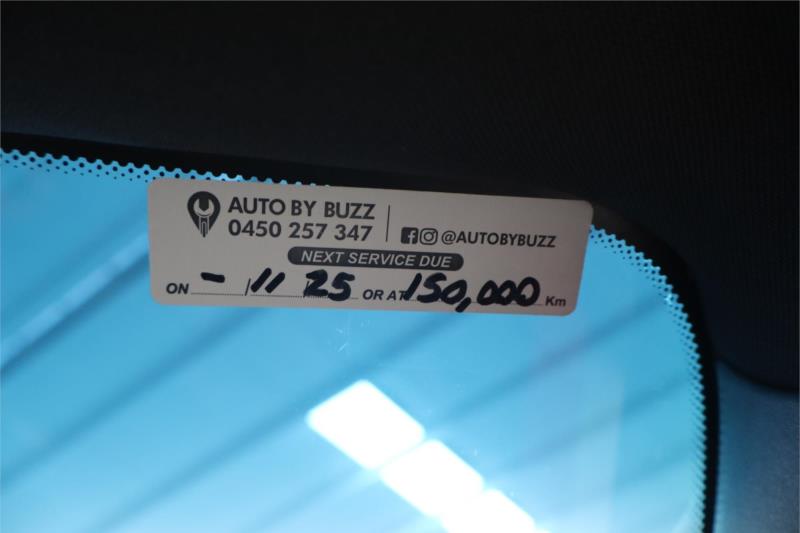 AUTO BY BUZZ
0450 257 347
@AUTOBYBUZZ
NEXT SERVICE DUE
ON - / 11 25 OR AT 150,000 Km